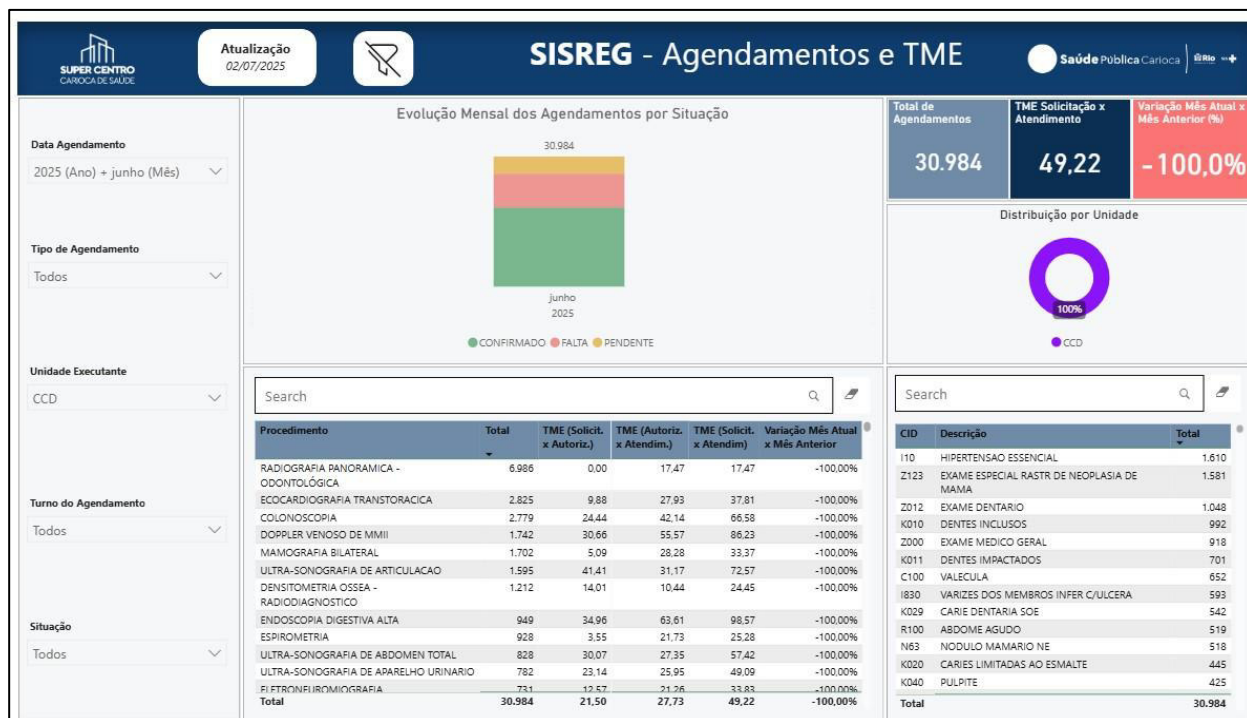 SUPER CENTRO
CARIOCA DE SAÚDE
Atualização
02/07/2025
SISREG - Agendamentos e TME
Saúde Pública Carioca
Data Agendamento
2025 (Ano) + junho (Mês)
Tipo de Agendamento
Todos
Unidade Executante
CCD
Turno do Agendamento
Todos
Situação
Todos
Evolução Mensal dos Agendamentos por Situação
30.984
junho
2025
CONFIRMADO FALTA PENDENTE
Total de
Agendamentos
30.984
TME Solicitação x
Atendimento
49,22
Variação Mês Atual x
Mês Anterior (%)
-100,0%
Distribuição por Unidade
100%
CCD
Search
Procedimento Total TME (Solicit. x Autoriz.) TME (Autoriz. x Atendim.) TME (Solicit. x Atendim) Variação Mês Atual x Mês Anterior
RADIOGRAFIA PANORAMICA - 6.986 0,00 17,47 17,47 -100,00%
ODONTOLÓGICA
ECOCARDIOGRAFIA TRANSTORACICA 2.825 9,88 27,93 37,81 -100,00%
COLONOSCOPIA 2.779 24,44 42,14 66,58 -100,00%
DOPPLER VENOSO DE MMII 1.742 30,66 55,57 86,23 -100,00%
MAMOGRAFIA BILATERAL 1.702 5,09 28,28 33,37 -100,00%
ULTRA-SONOGRAFIA DE ARTICULACAO 1.595 41,41 31,17 72,57 -100,00%
DENSITOMETRIA OSSEA - 1.212 14,01 10,44 24,45 -100,00%
RADIODIAGNOSTICO
ENDOSCOPIA DIGESTIVA ALTA 949 34,96 63,61 98,57 -100,00%
ESPIROMETRIA 928 3,55 21,73 25,28 -100,00%
ULTRA-SONOGRAFIA DE ABDOMEN TOTAL 828 30,07 27,35 57,42 -100,00%
ULTRA-SONOGRAFIA DE APARELHO URINARIO 782 23,14 25,95 49,09 -100,00%
ELETRONEUROMIOGRAFIA 731 12,57 21,26 33,83 -100,00%
Total 30.984 21,50 27,73 49,22 -100,00%
Search
CID Descrição Total
I10 HIPERTENSAO ESSENCIAL 1.610
Z123 EXAME ESPECIAL RASTR DE NEOPLASIA DE 1.581
MAMA
Z012 EXAME DENTARIO 1.048
K010 DENTES INCLUSOS 992
Z000 EXAME MEDICO GERAL 918
K011 DENTES IMPACTADOS 701
C100 VALECULA 652
I830 VARIZES DOS MEMBROS INFER C/ULCERA 593
K029 CARIE DENTARIA SOE 542
R100 ABDOME AGUDO 519
N63 NODULO MAMARIO NE 518
K020 CARIES LIMITADAS AO ESMALTE 445
K040 PULPITE 425
Total 30.984